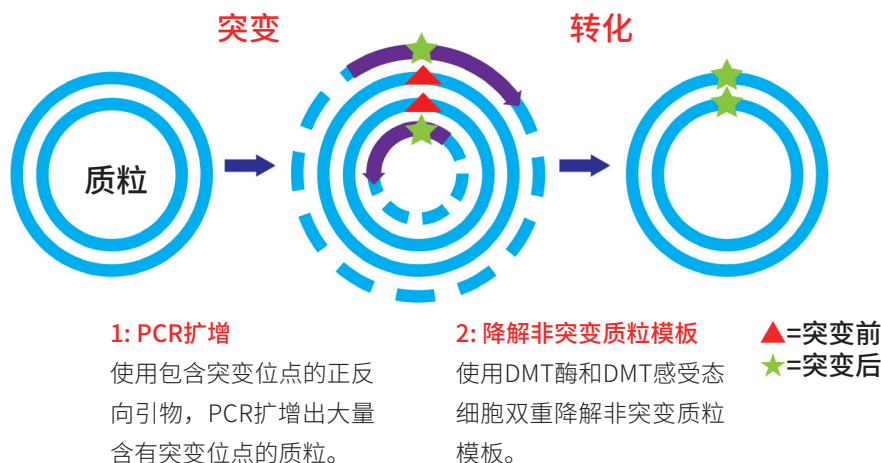 突变
转化
质粒
1: PCR扩增
使用包含突变位点的正反
向引物，PCR扩增出大量
含有突变位点的质粒。
2: 降解非突变质粒模板
使用DMT酶和DMT感受态
细胞双重降解非突变质粒
模板。
▲=突变前
★=突变后